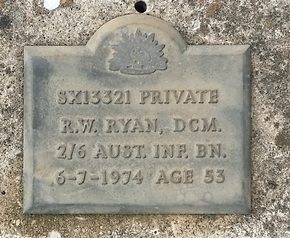 SX13321 PRIVATE
R.W. RYAN, DCM.
2/6 AUST. INF. BN.
6-7-1974 AGE 53